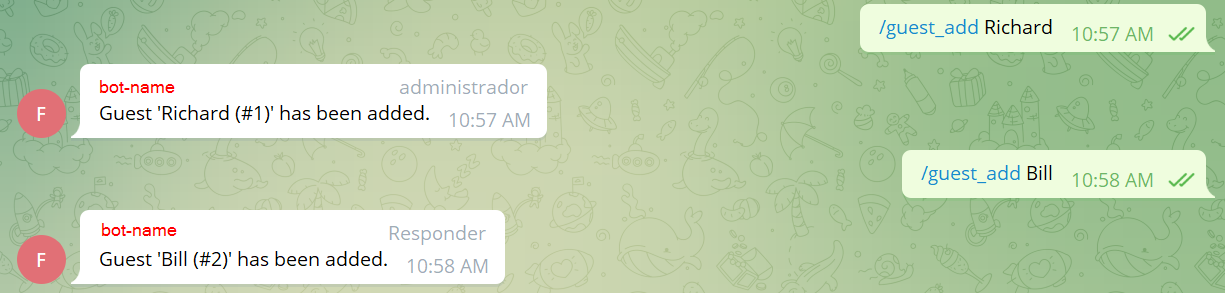 /guest_add Richard 10:57 AM
bot-name administrador
F
Guest 'Richard (#1)' has been added. 10:57 AM
/guest_add Bill 10:58 AM
bot-name Responder
F
Guest 'Bill (#2)' has been added. 10:58 AM